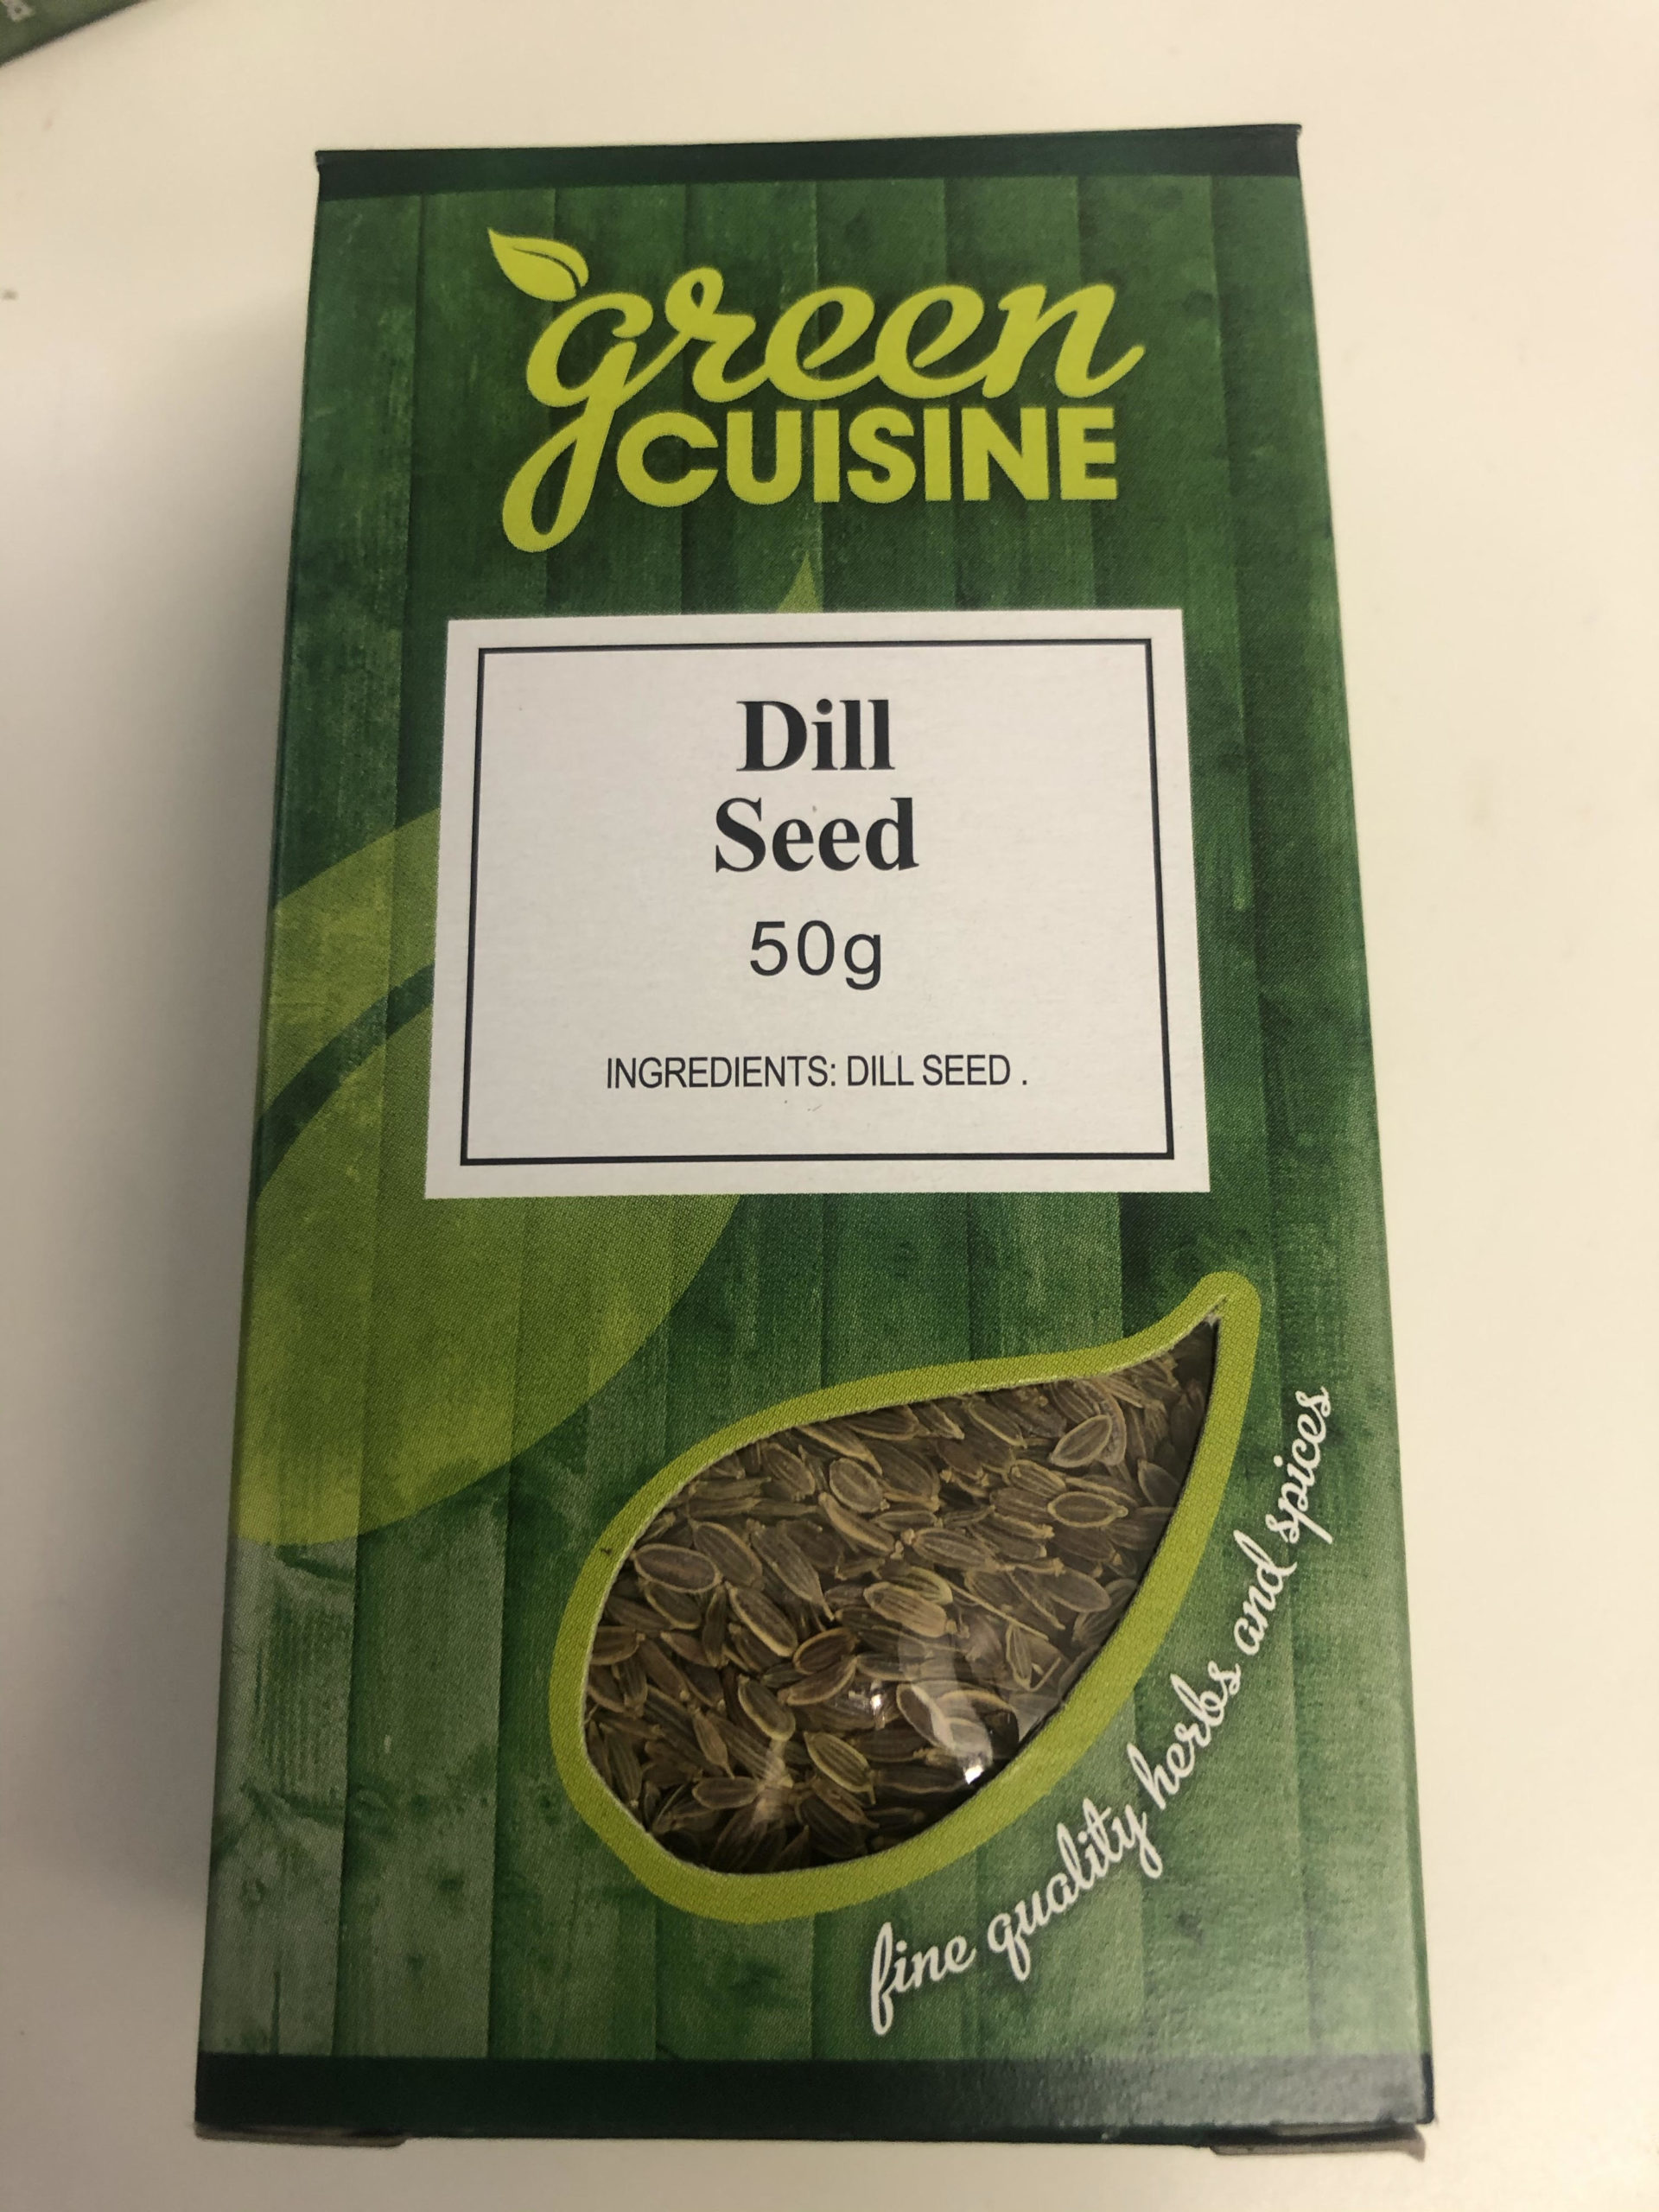 green
CUISINE
Dill
Seed
50g
INGREDIENTS: DILL SEED .
fine quality herbs and spices